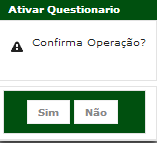 Ativar Questionario
Confirma Operação?
Sim Não